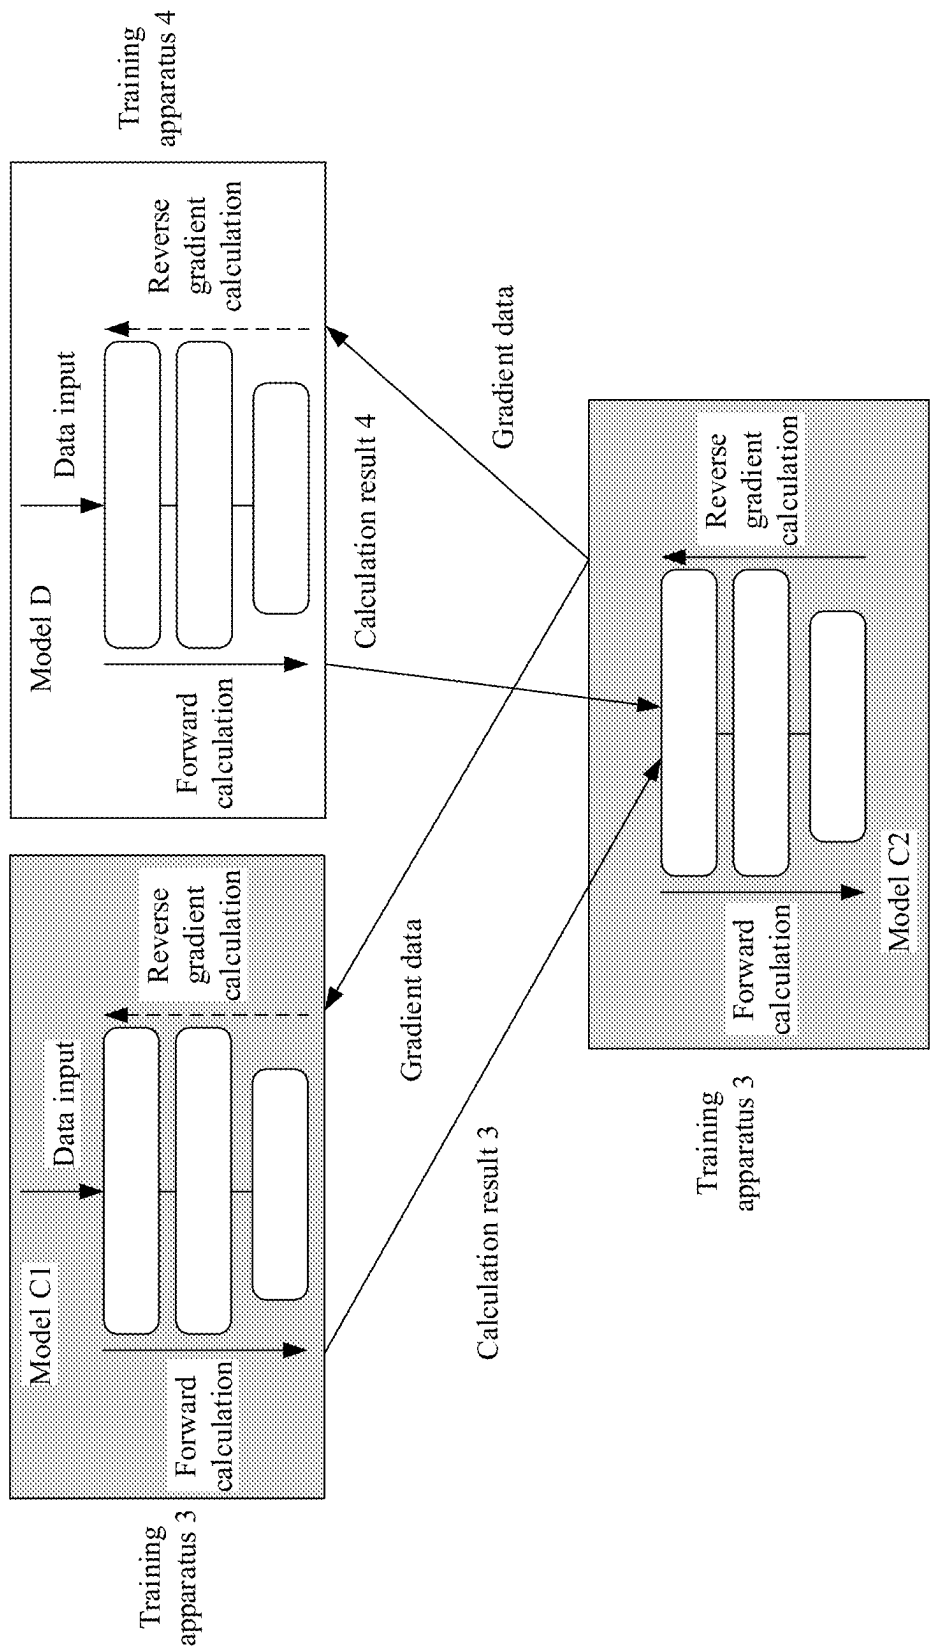 Training
apparatus 3
Model C1
Data input
Forward
calculation
Reverse
gradient
calculation
Model D
Data input
Forward
calculation
Reverse
gradient
calculation
Training
apparatus 4
Calculation result 3
Gradient data
Calculation result 4
Gradient data
Training
apparatus 3
Forward
calculation
Reverse
gradient
calculation
Model C2